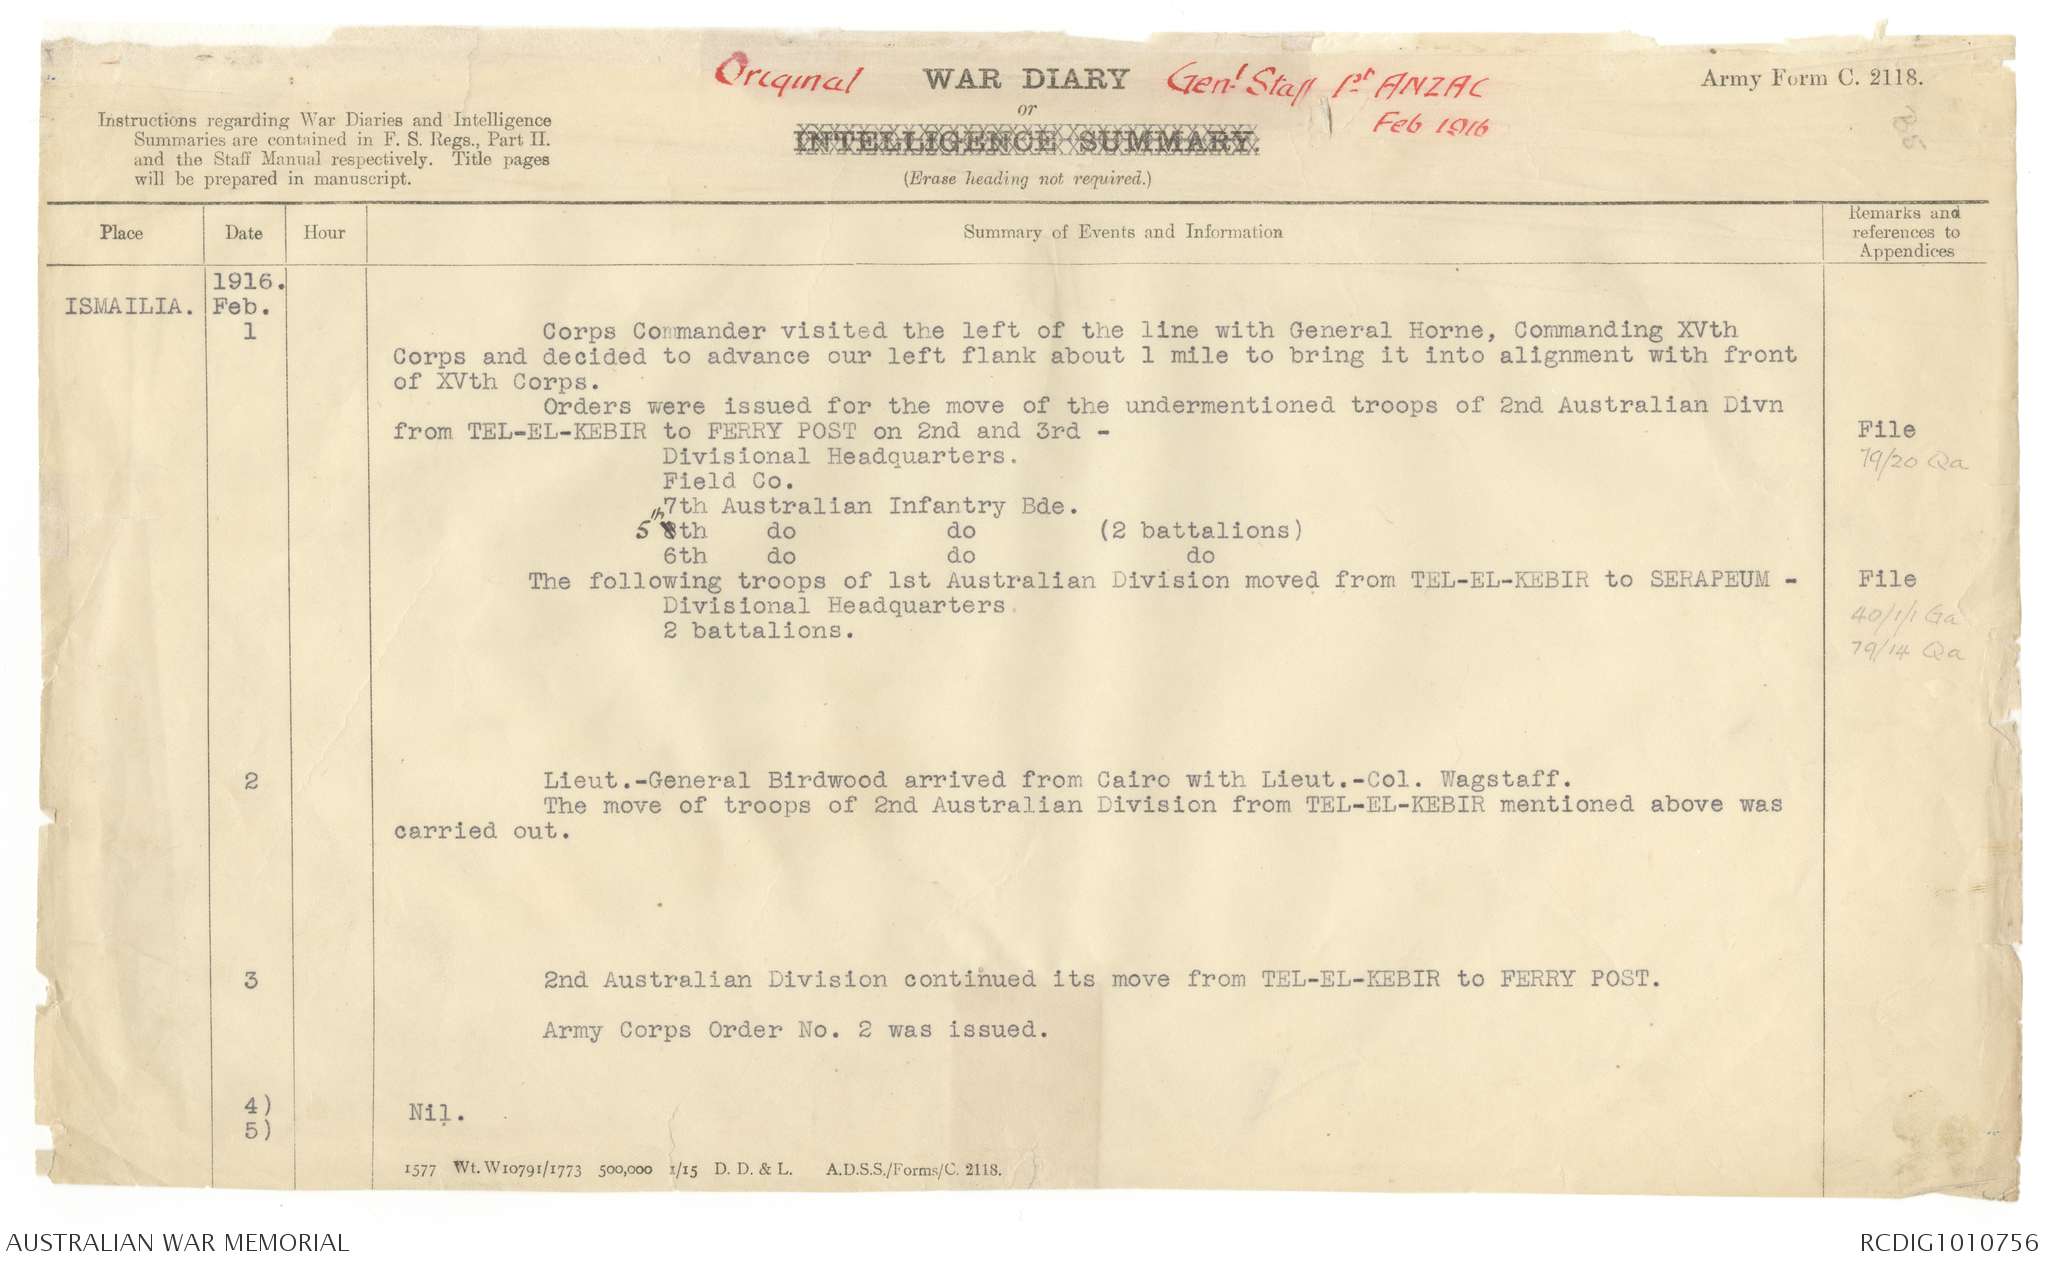 Original WAR DIARY Genl Staff 1st ANZAC
Feb 1916
or
INTELLIGENCE SUMMARY.
(Erase heading not required.)
Army Form C. 2118.
Instructions regarding War Diaries and Intelligence
Summaries are contained in F. S. Regs., Part II.
and the Staff Manual respectively. Title pages
will be prepared in manuscript.
Place Date Hour Summary of Events and Information Remarks and
references to
Appendices
1916.
ISMAILIA. Feb.
1 Corps Commander visited the left of the line with General Horne, Commanding XVth
Corps and decided to advance our left flank about 1 mile to bring it into alignment with front
of XVth Corps.
Orders were issued for the move of the undermentioned troops of 2nd Australian Divn
from TEL-EL-KEBIR to FERRY POST on 2nd and 3rd - File
79/20 Qa
Divisional Headquarters.
Field Co.
7th Australian Infantry Bde.
5th 8th do do (2 battalions)
6th do do do
The following troops of 1st Australian Division moved from TEL-EL-KEBIR to SERAPEUM - File
Divisional Headquarters. 40/1/1 Ga
2 battalions. 79/14 Qa
2 Lieut.-General Birdwood arrived from Cairo with Lieut.-Col. Wagstaff.
The move of troops of 2nd Australian Division from TEL-EL-KEBIR mentioned above was
carried out.
3 2nd Australian Division continued its move from TEL-EL-KEBIR to FERRY POST.
Army Corps Order No. 2 was issued.
4)
Nil.
5)
1577 Wt. W10791/1773 500,000 1/15 D. D. & L. A.D.S.S./Forms/C. 2118.
AUSTRALIAN WAR MEMORIAL
RCDIG1010756